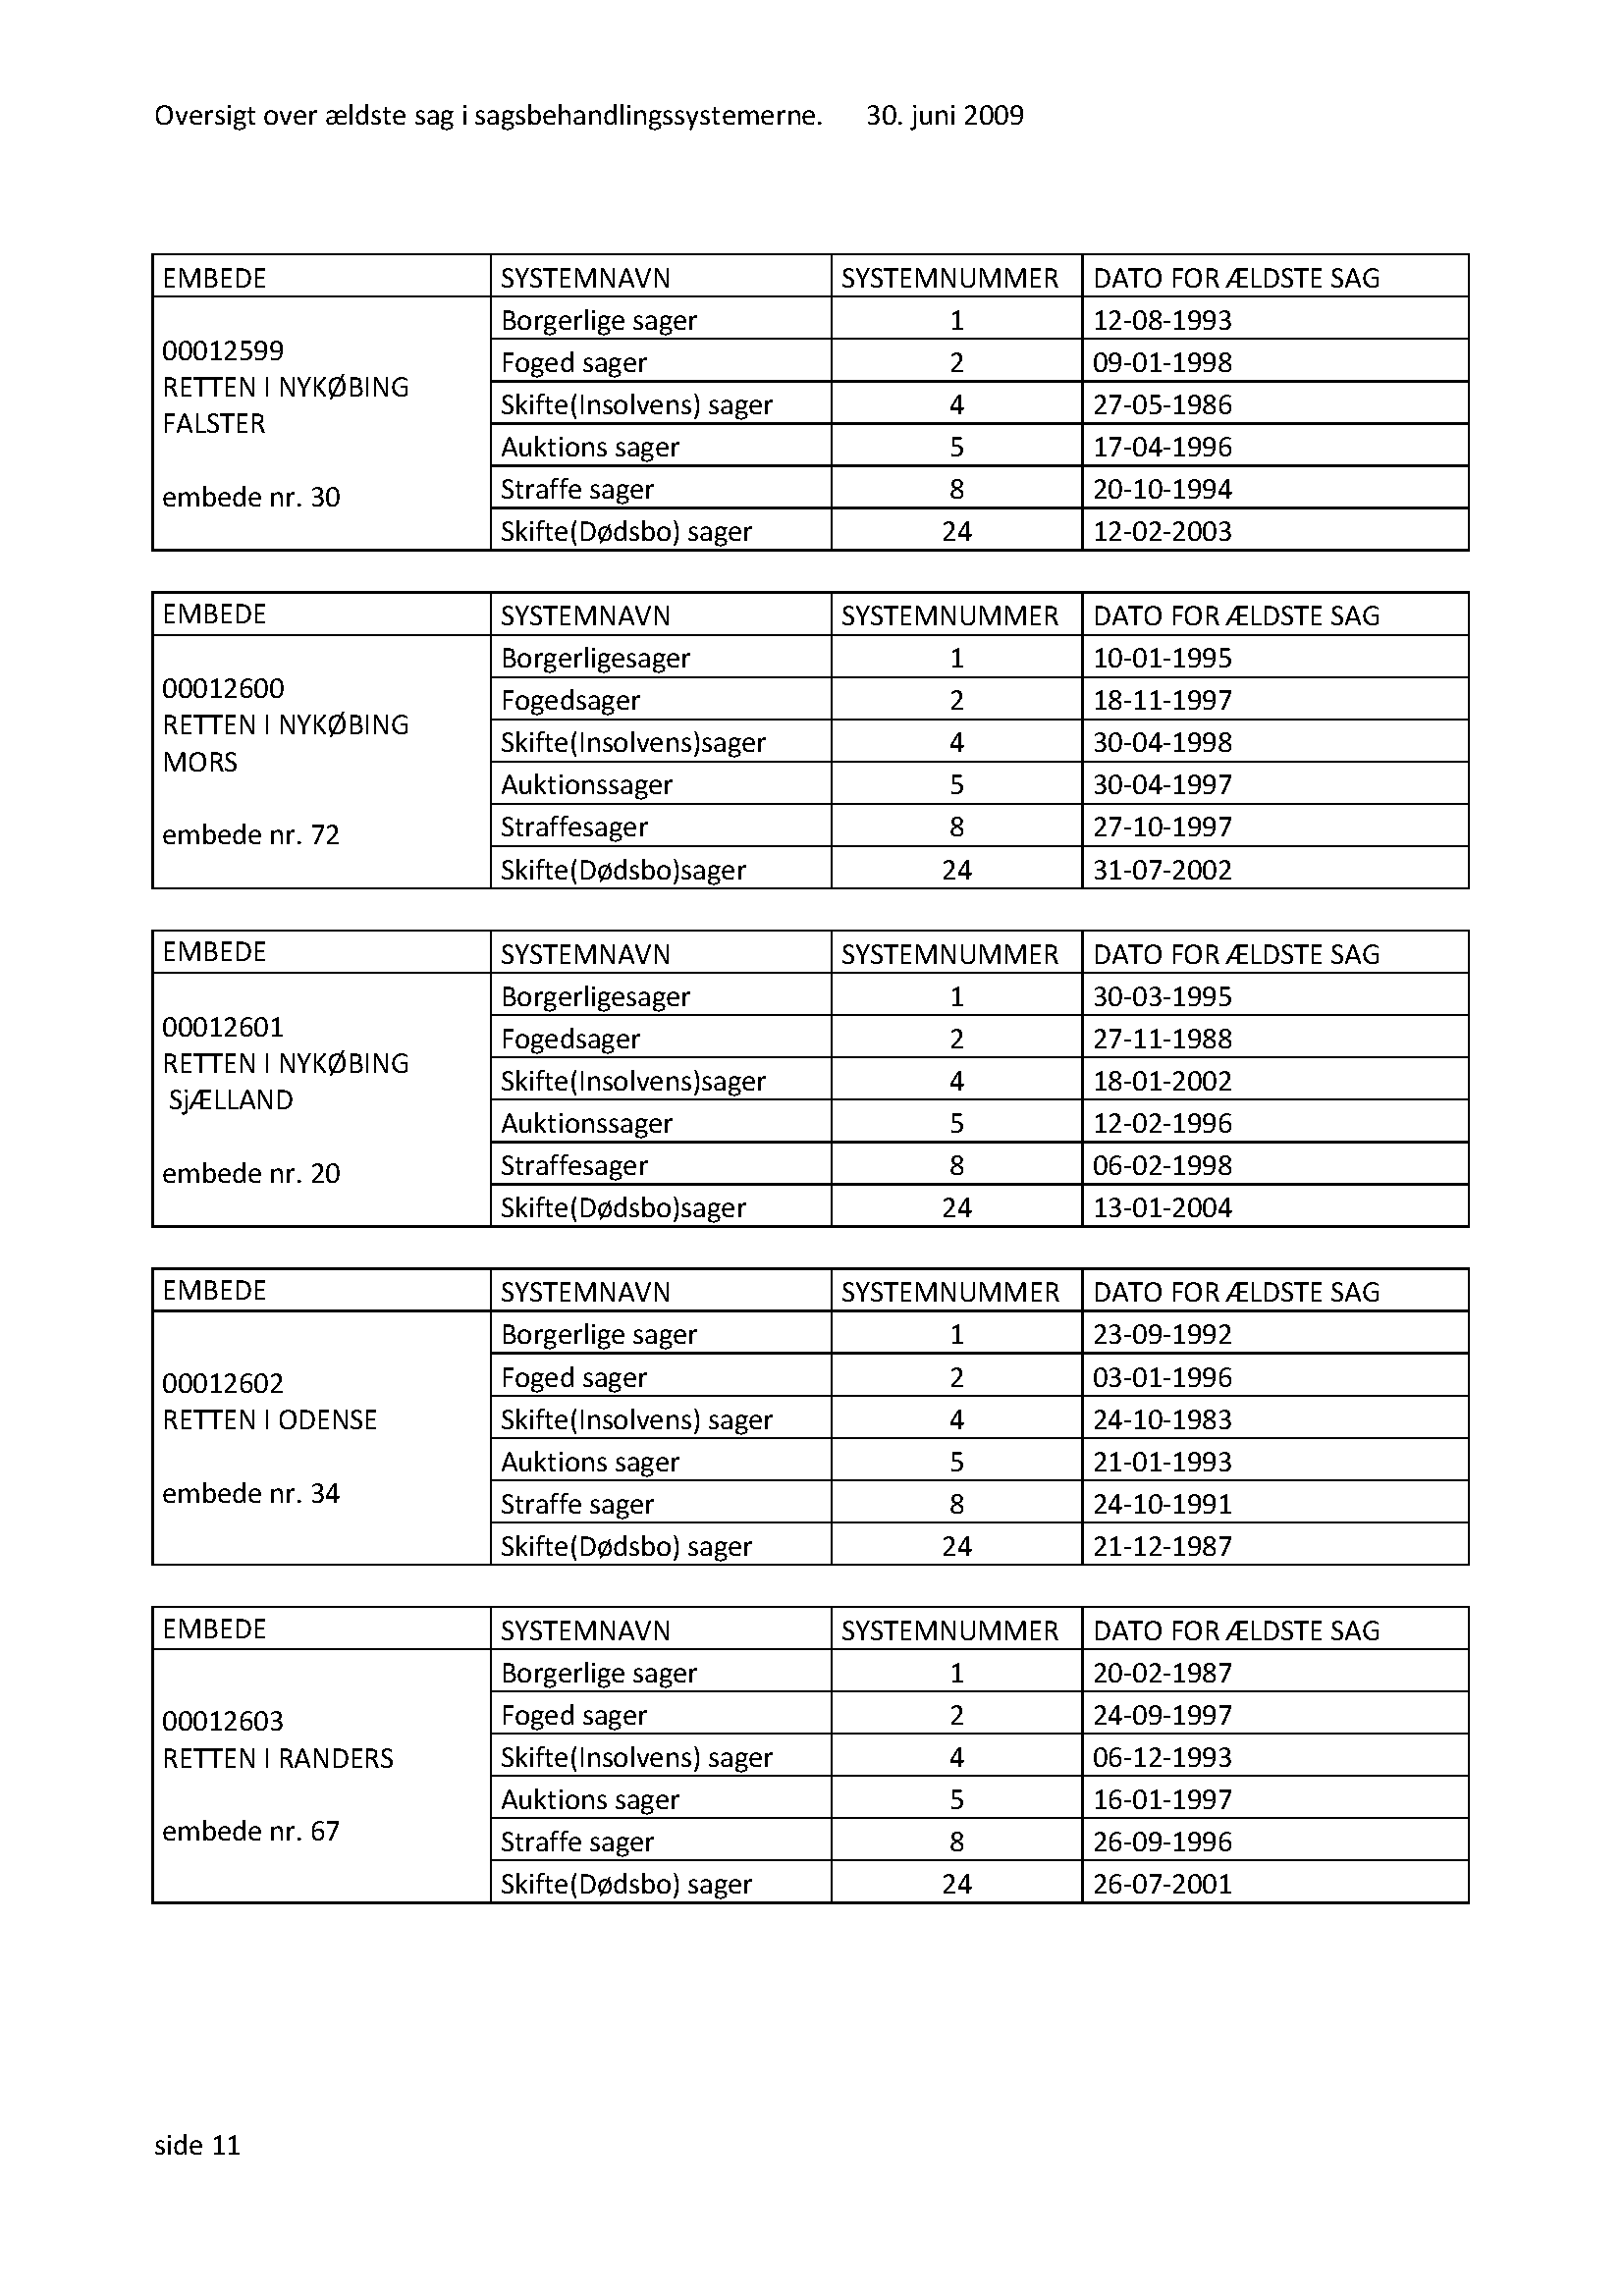 Oversigt over ældste sag i sagsbehandlingssystemerne. 30. juni 2009
EMBEDE SYSTEMNAVN SYSTEMNUMMER DATO FOR ÆLDSTE SAG
00012599
RETTEN I NYKØBING
FALSTER
embede nr. 30
Borgerlige sager 1 12-08-1993
Foged sager 2 09-01-1998
Skifte(Insolvens) sager 4 27-05-1986
Auktions sager 5 17-04-1996
Straffe sager 8 20-10-1994
Skifte(Dødsbo) sager 24 12-02-2003
EMBEDE SYSTEMNAVN SYSTEMNUMMER DATO FOR ÆLDSTE SAG
00012600
RETTEN I NYKØBING
MORS
embede nr. 72
Borgerligesager 1 10-01-1995
Fogedsager 2 18-11-1997
Skifte(Insolvens)sager 4 30-04-1998
Auktionssager 5 30-04-1997
Straffesager 8 27-10-1997
Skifte(Dødsbo)sager 24 31-07-2002
EMBEDE SYSTEMNAVN SYSTEMNUMMER DATO FOR ÆLDSTE SAG
00012601
RETTEN I NYKØBING
SjÆLLAND
embede nr. 20
Borgerligesager 1 30-03-1995
Fogedsager 2 27-11-1988
Skifte(Insolvens)sager 4 18-01-2002
Auktionssager 5 12-02-1996
Straffesager 8 06-02-1998
Skifte(Dødsbo)sager 24 13-01-2004
EMBEDE SYSTEMNAVN SYSTEMNUMMER DATO FOR ÆLDSTE SAG
00012602
RETTEN I ODENSE
embede nr. 34
Borgerlige sager 1 23-09-1992
Foged sager 2 03-01-1996
Skifte(Insolvens) sager 4 24-10-1983
Auktions sager 5 21-01-1993
Straffe sager 8 24-10-1991
Skifte(Dødsbo) sager 24 21-12-1987
EMBEDE SYSTEMNAVN SYSTEMNUMMER DATO FOR ÆLDSTE SAG
00012603
RETTEN I RANDERS
embede nr. 67
Borgerlige sager 1 20-02-1987
Foged sager 2 24-09-1997
Skifte(Insolvens) sager 4 06-12-1993
Auktions sager 5 16-01-1997
Straffe sager 8 26-09-1996
Skifte(Dødsbo) sager 24 26-07-2001
side 11